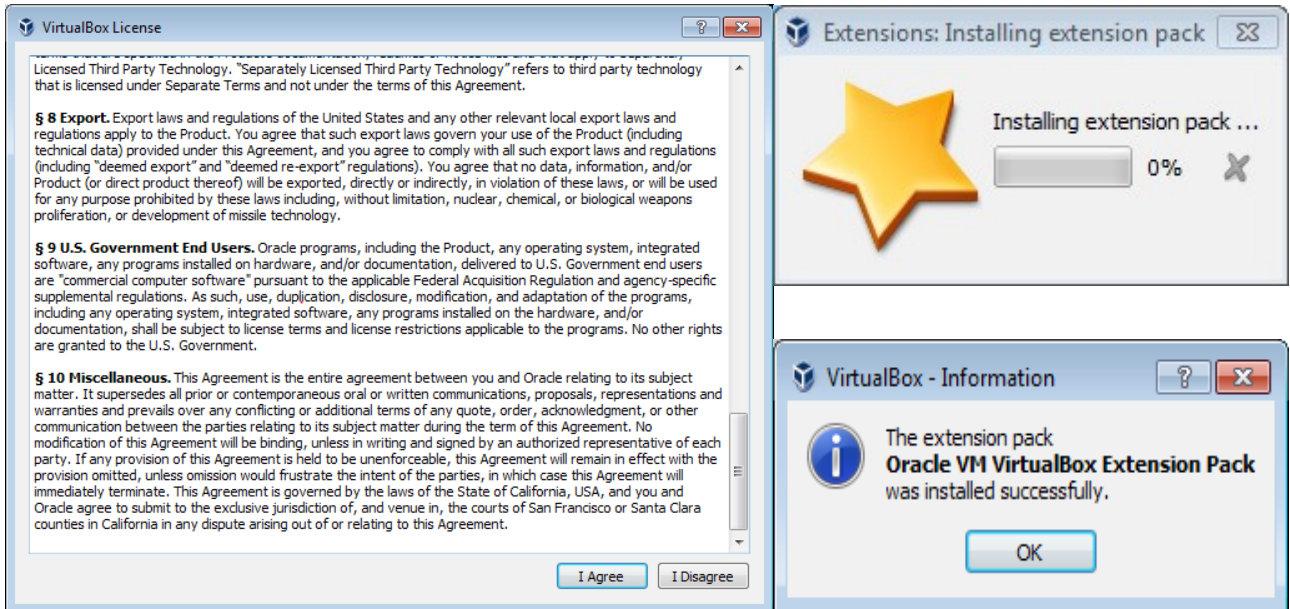 VirtualBox License
terms that are specified in the Products documentation, readmes or notice files and that apply to Separately
Licensed Third Party Technology. “Separately Licensed Third Party Technology” refers to third party technology
that is licensed under Separate Terms and not under the terms of this Agreement.
§ 8 Export. Export laws and regulations of the United States and any other relevant local export laws and
regulations apply to the Product. You agree that such export laws govern your use of the Product (including
technical data) provided under this Agreement, and you agree to comply with all such export laws and regulations
(including “deemed export” and “deemed re-export” regulations). You agree that no data, information, and/or
Product (or direct product thereof) will be exported, directly or indirectly, in violation of these laws, or will be used
for any purpose prohibited by these laws including, without limitation, nuclear, chemical, or biological weapons
proliferation, or development of missile technology.
§ 9 U.S. Government End Users. Oracle programs, including the Product, any operating system, integrated
software, any programs installed on hardware, and/or documentation, delivered to U.S. Government end users
are "commercial computer software" pursuant to the applicable Federal Acquisition Regulation and agency-specific
supplemental regulations. As such, use, duplication, disclosure, modification, and adaptation of the programs,
including any operating system, integrated software, any programs installed on the hardware, and/or
documentation, shall be subject to license terms and license restrictions applicable to the programs. No other rights
are granted to the U.S. Government.
§ 10 Miscellaneous. This Agreement is the entire agreement between you and Oracle relating to its subject
matter. It supersedes all prior or contemporaneous oral or written communications, proposals, representations and
warranties and prevails over any conflicting or additional terms of any quote, order, acknowledgment, or other
communication between the parties relating to its subject matter during the term of this Agreement. No
modification of this Agreement will be binding, unless in writing and signed by an authorized representative of each
party. If any provision of this Agreement is held to be unenforceable, this Agreement will remain in effect with the
provision omitted, unless omission would frustrate the intent of the parties, in which case this Agreement will
immediately terminate. This Agreement is governed by the laws of the State of California, USA, and you and
Oracle agree to submit to the exclusive jurisdiction of, and venue in, the courts of San Francisco or Santa Clara
counties in California in any dispute arising out of or relating to this Agreement.
I Agree
I Disagree
Extensions: Installing extension pack
Installing extension pack ...
0%
VirtualBox - Information
The extension pack
Oracle VM VirtualBox Extension Pack
was installed successfully.
OK